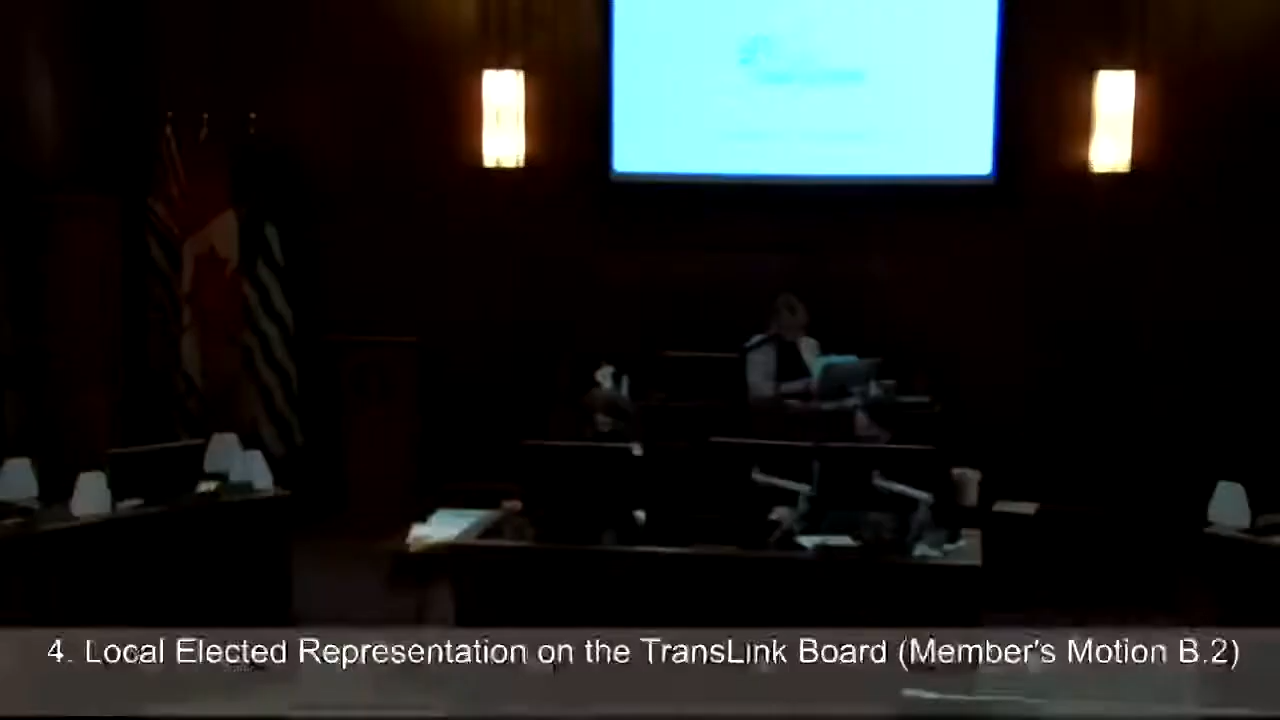 4. Local Elected Representation on the TransLink Board (Member's Motion B.2)